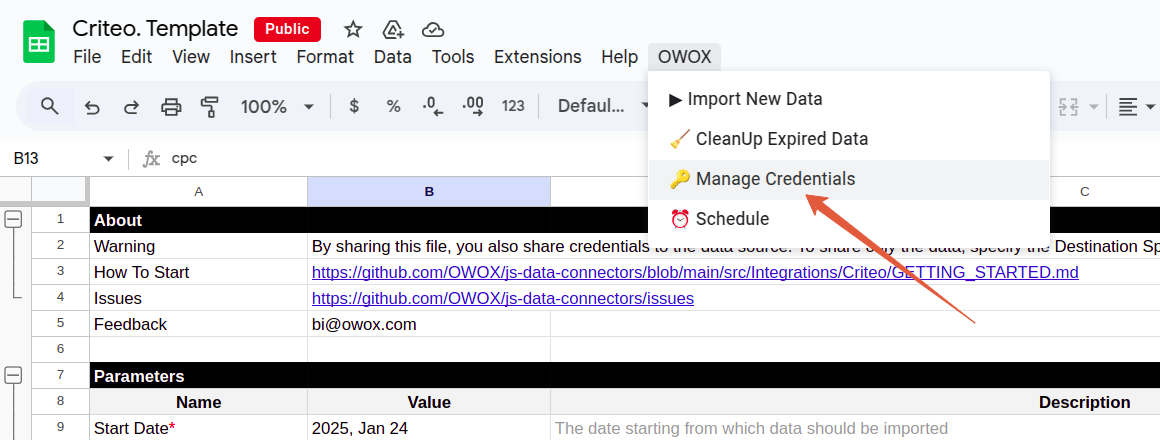 Criteo. Template Public
File Edit View Insert Format Data Tools Extensions Help OWOX
100% $ % .0 .00 123 Defaul...
▶ Import New Data
CleanUp Expired Data
Manage Credentials
Schedule
B13 fx cpc
A B C
1 About
2 Warning By sharing this file, you also share credentials to the data source. To share only the data, specify the Destination Sp
3 How To Start https://github.com/OWOX/js-data-connectors/blob/main/src/Integrations/Criteo/GETTING_STARTED.md
4 Issues https://github.com/OWOX/js-data-connectors/issues
5 Feedback bi@owox.com
6
7 Parameters
8 Name Value Description
9 Start Date* 2025, Jan 24 The date starting from which data should be imported